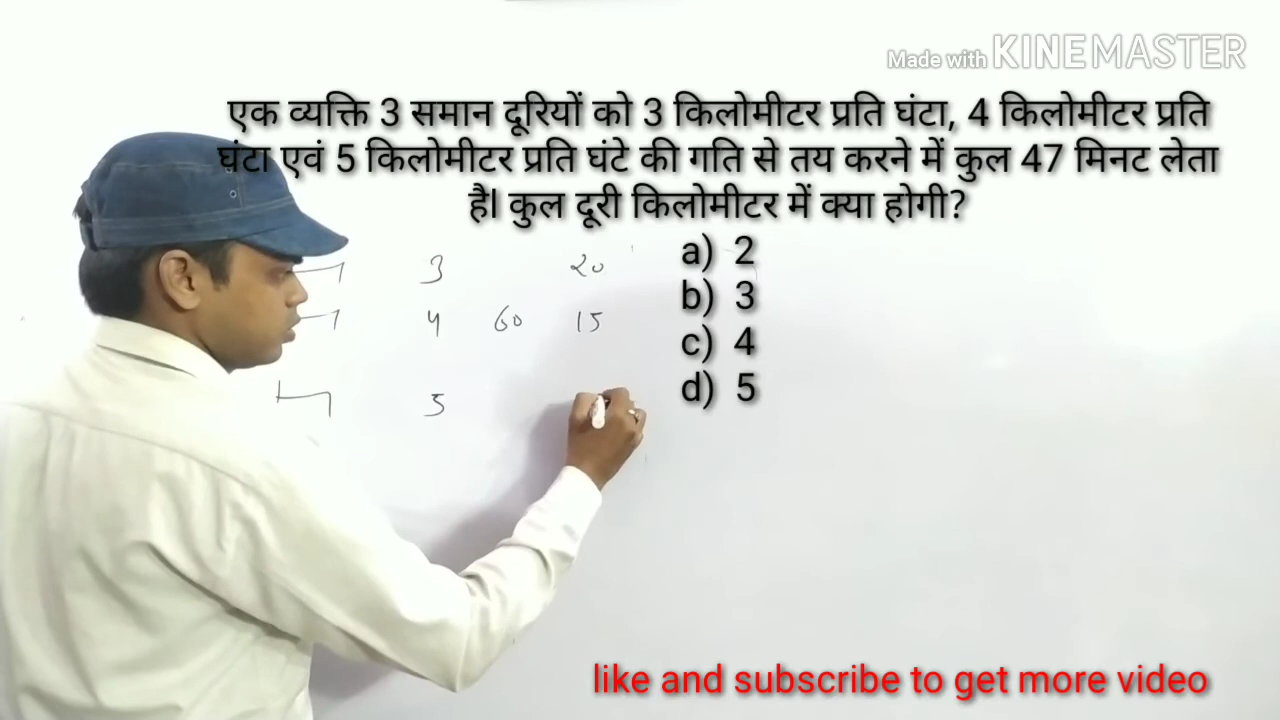 Made with KINEMASTER
एक व्यक्ति 3 समान दूरियों को 3 किलोमीटर प्रति घंटा, 4 किलोमीटर प्रति
घंटा एवं 5 किलोमीटर प्रति घंटे की गति से तय करने में कुल 47 मिनट लेता
है। कुल दूरी किलोमीटर में क्या होगी?
a) 2
b) 3
c) 4
d) 5
3 20
4 60 15
5
like and subscribe to get more video